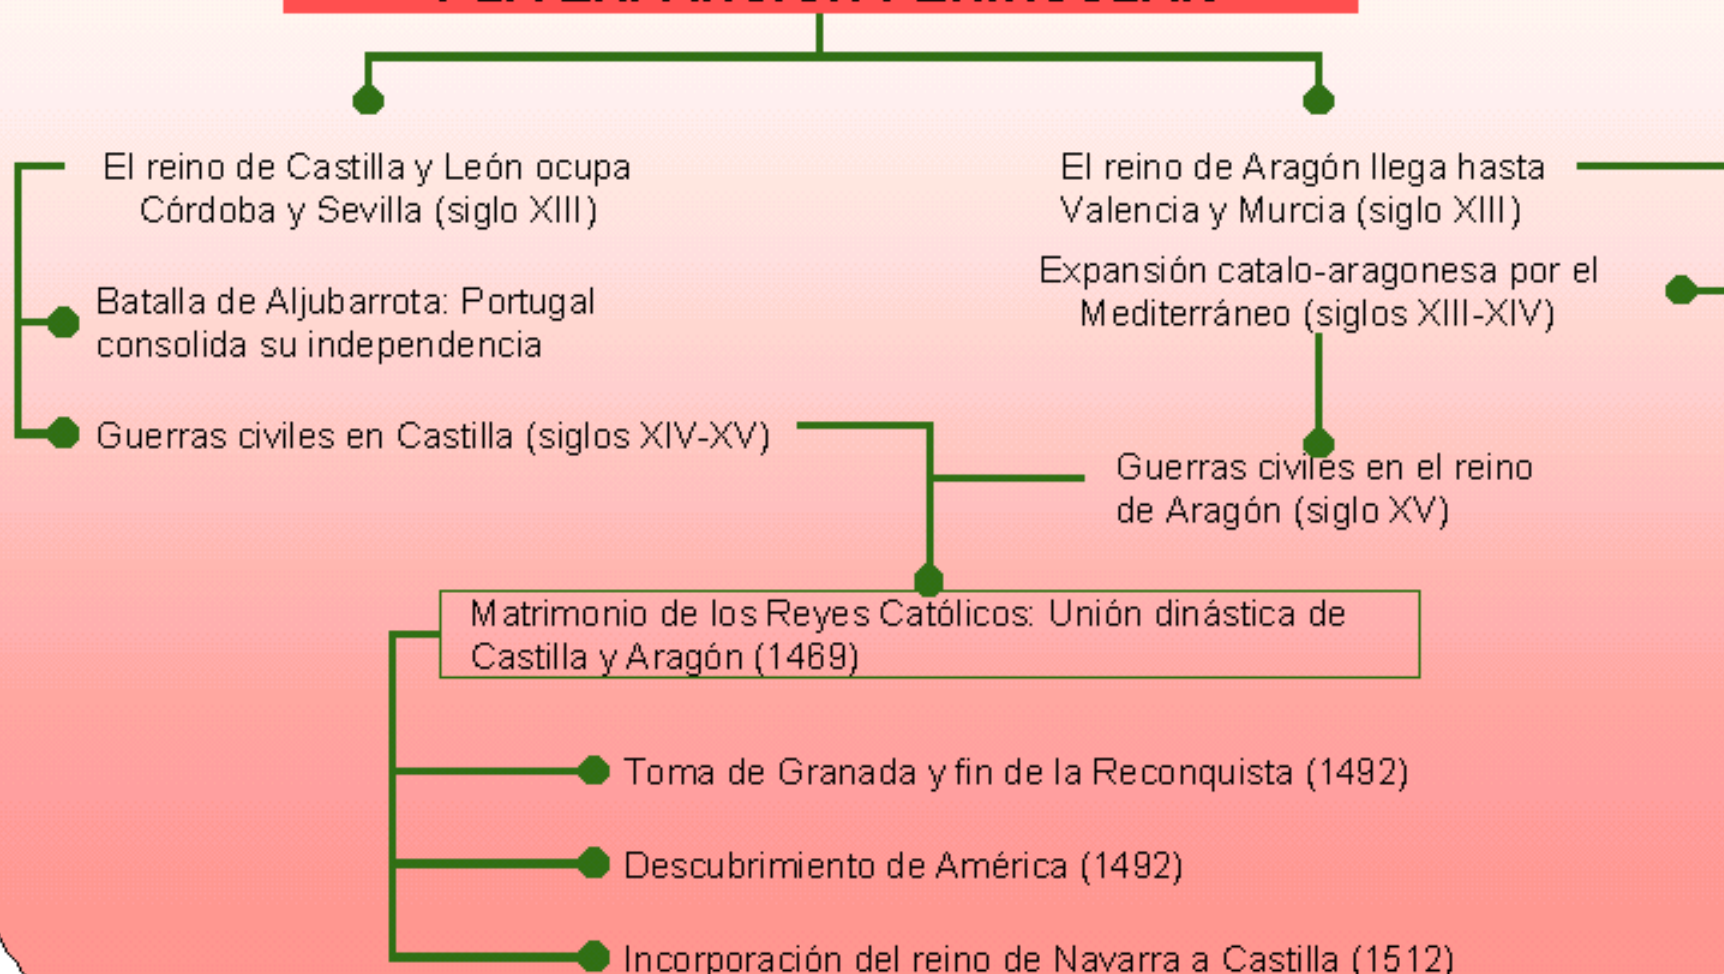 El reino de Castilla y León ocupa
Córdoba y Sevilla (siglo XIII)
Batalla de Aljubarrota: Portugal
consolida su independencia
Guerras civiles en Castilla (siglos XIV-XV)
El reino de Aragón llega hasta
Valencia y Murcia (siglo XIII)
Expansión catalo-aragonesa por el
Mediterráneo (siglos XIII-XIV)
Guerras civiles en el reino
de Aragón (siglo XV)
Matrimonio de los Reyes Católicos: Unión dinástica de
Castilla y Aragón (1469)
Toma de Granada y fin de la Reconquista (1492)
Descubrimiento de América (1492)
Incorporación del reino de Navarra a Castilla (1512)